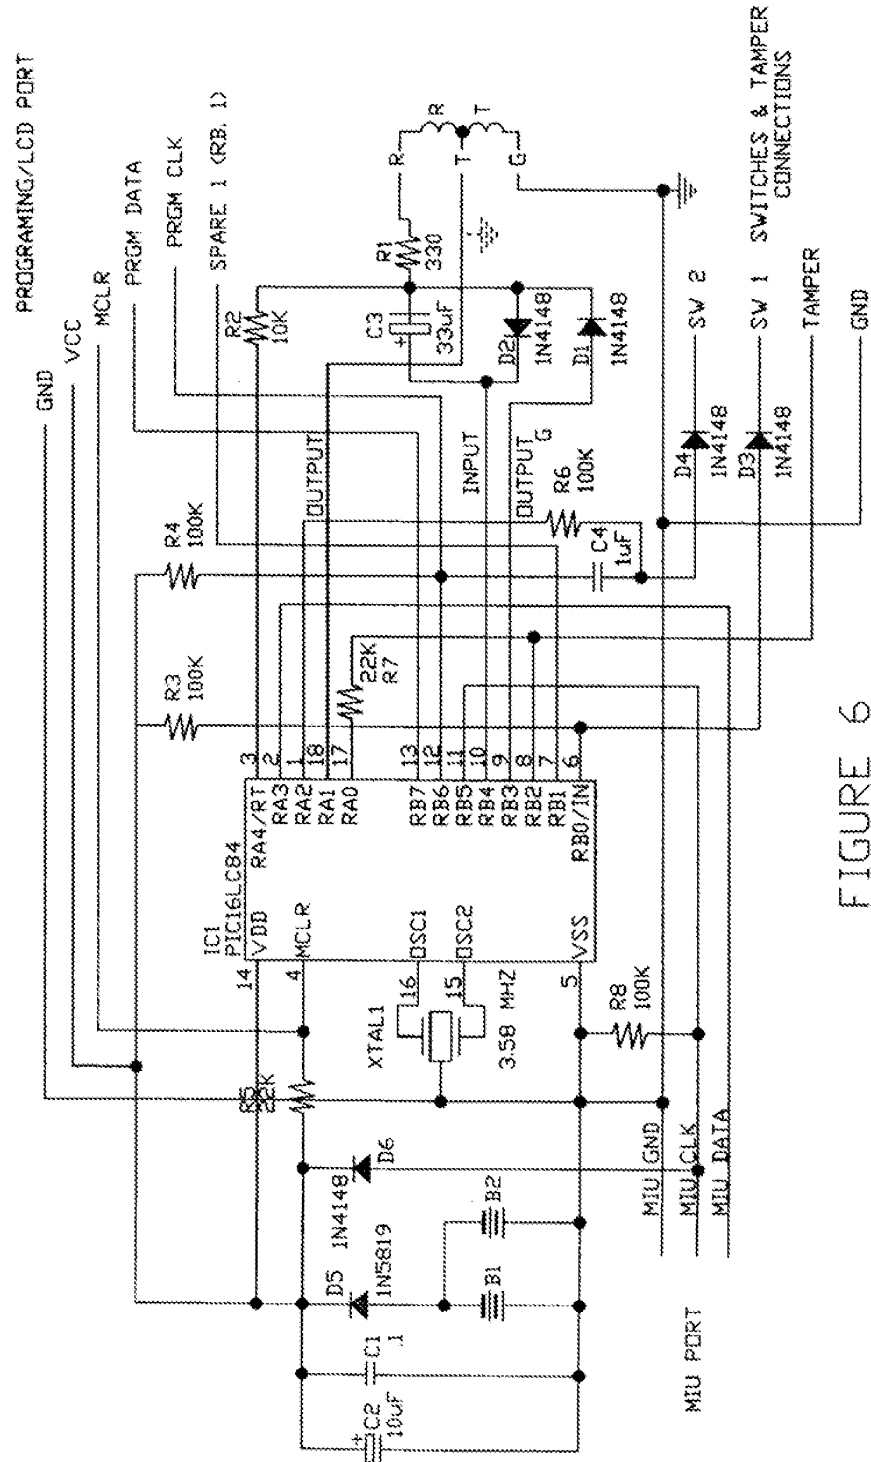 PROGRAMING/LCD PORT
GND
VCC
MCLR
PRGM DATA
PRGM CLK
SPARE 1 (RB. 1)
R2
10K
C3
+
33uF
R1
330
R
T
G
R
T
D2
1N4148
D1
1N4148
SW 2
SW 1
SWITCHES & TAMPER
CONNECTIONS
TAMPER
GND
R4
100K
OUTPUT
INPUT
OUTPUT
G
R6
100K
C4
1uF
D4
1N4148
D3
1N4148
R3
100K
22K
R7
3
2
1
18
17
13
12
11
10
9
8
7
6
IC1
PIC16LC84
RA4/RT
RA3
RA2
RA1
RA0
RB7
RB6
RB5
RB4
RB3
RB2
RB1
RB0/IN
VDD
MCLR
OSC1
OSC2
VSS
14
4
16
15
5
XTAL1
3.58 MHZ
R8
100K
R5
22K
D6
1N4148
D5
1N5819
B2
B1
C1
.1
+
C2
10uF
MIU GND
MIU CLK
MIU DATA
MIU PORT
FIGURE 6